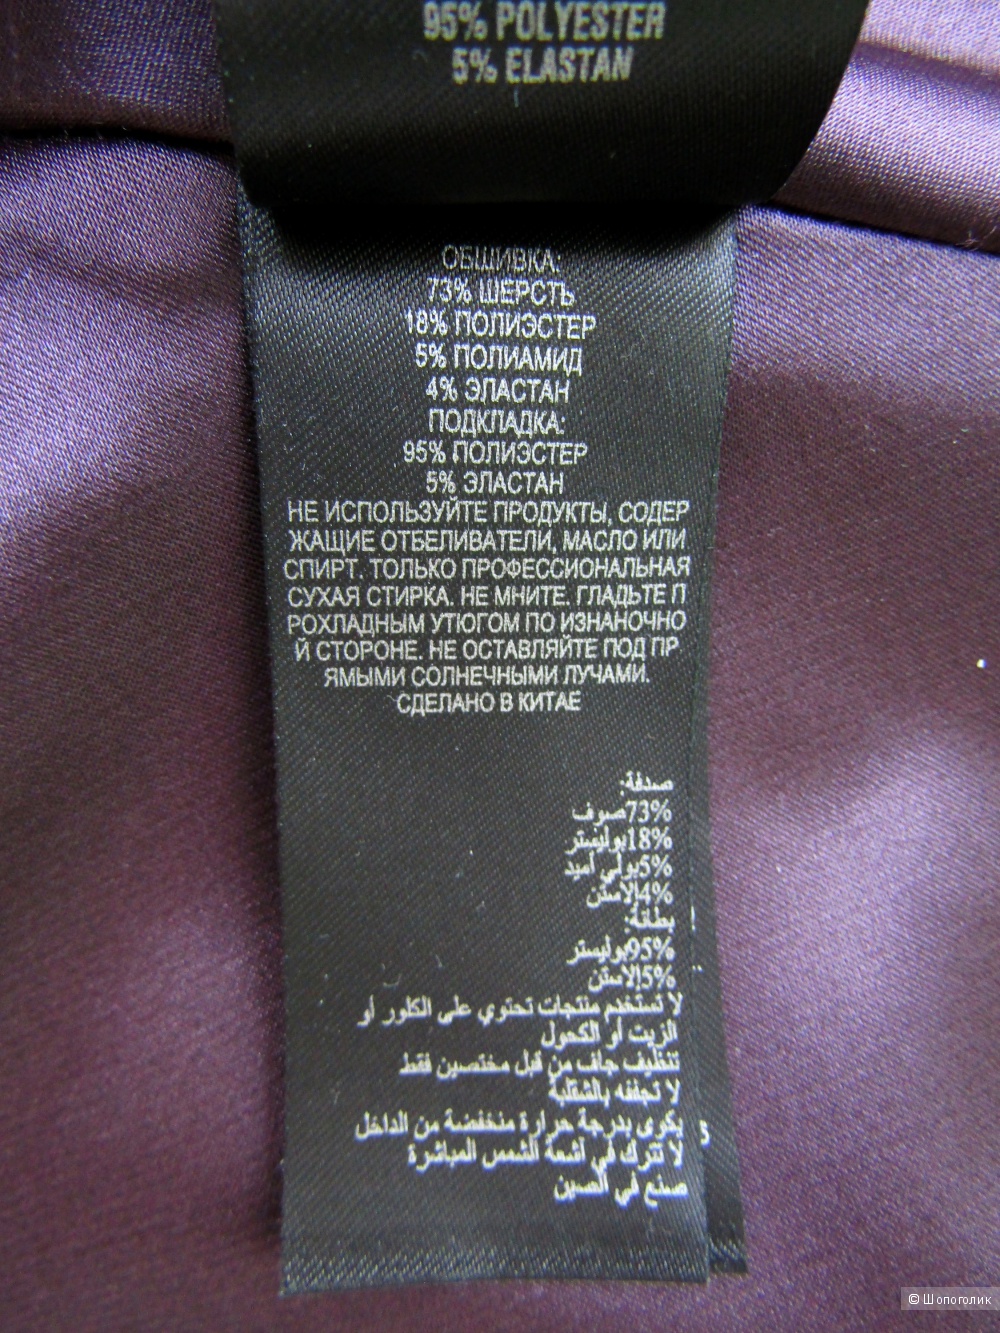 95% POLYESTER
5% ELASTAN
ОБШИВКА:
73% ШЕРСТЬ
18% ПОЛИЭСТЕР
5% ПОЛИАМИД
4% ЭЛАСТАН
ПОДКЛАДКА:
95% ПОЛИЭСТЕР
5% ЭЛАСТАН
НЕ ИСПОЛЬЗУЙТЕ ПРОДУКТЫ, СОДЕР
ЖАЩИЕ ОТБЕЛИВАТЕЛИ, МАСЛО ИЛИ
СПИРТ. ТОЛЬКО ПРОФЕССИОНАЛЬНАЯ
СУХАЯ СТИРКА. НЕ МНИТЕ. ГЛАДЬТЕ П
РОХЛАДНЫМ УТЮГОМ ПО ИЗНАНОЧНО
Й СТОРОНЕ. НЕ ОСТАВЛЯЙТЕ ПОД ПР
ЯМЫМИ СОЛНЕЧНЫМИ ЛУЧАМИ.
СДЕЛАНО В КИТАЕ
صدفة:
73%صوف
18%بوليستر
5%بولي أميد
4%إلاستن
بطانة:
95%بوليستر
5%إلاستن
لا تستخدم منتجات تحتوي على الكلور أو
الزيت أو الكحول
تنظيف جاف من قبل مختصين فقط
لا تجففه بالشقلبة
يكوى بدرجة حرارة منخفضة من الداخل
لا تترك في أشعة الشمس المباشرة
صنع في الصين
© Шопоголик